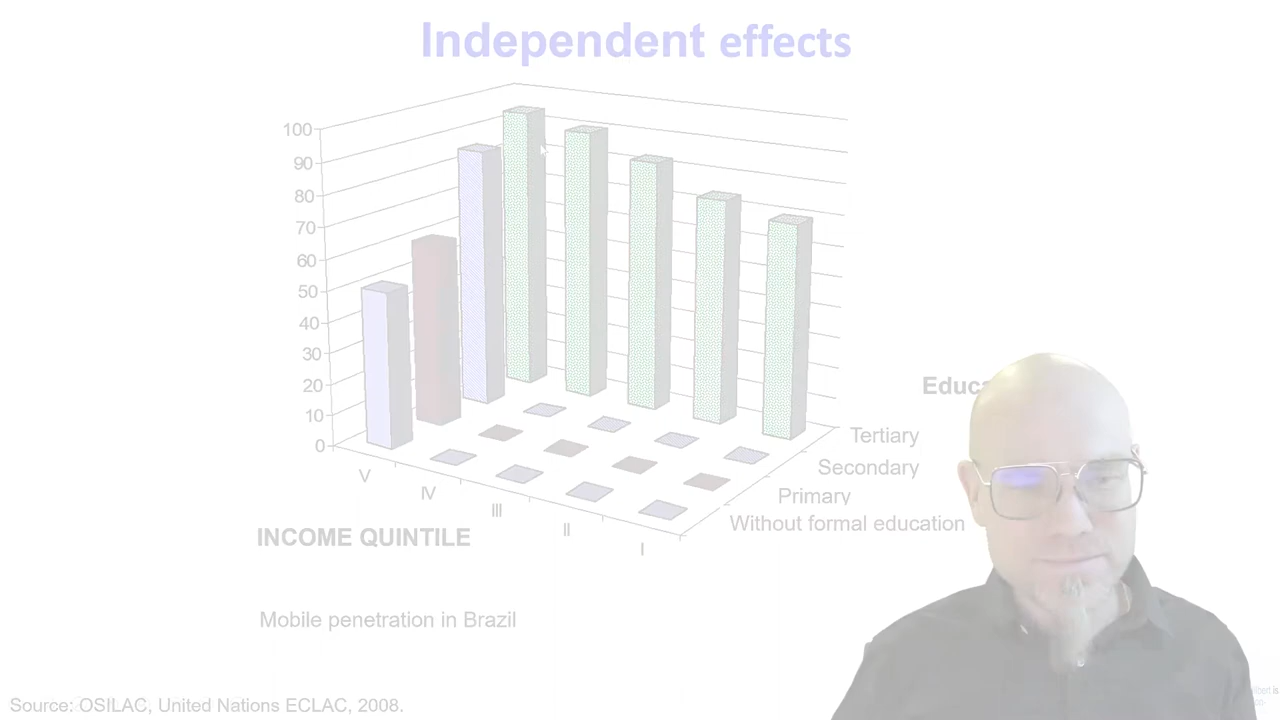 Independent effects
100
90
80
70
60
50
40
30
20
10
0
V
IV
III
II
I
Tertiary
Secondary
Primary
Without formal education
INCOME QUINTILE
Mobile penetration in Brazil
Source: OSILAC, United Nations ECLAC, 2008.